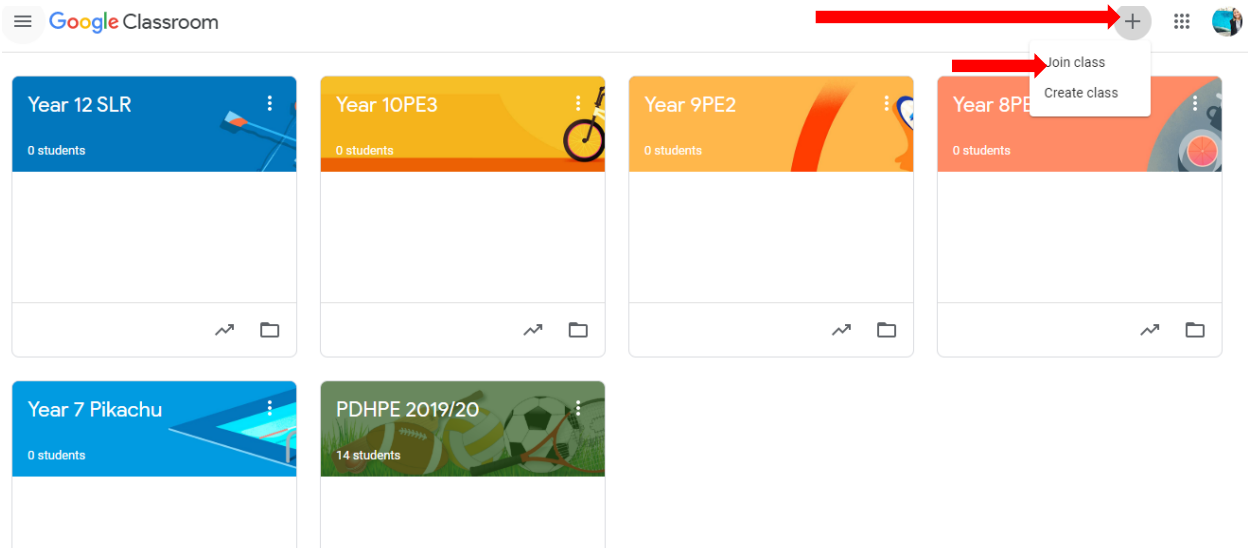 Google Classroom
Join class
Create class
Year 12 SLR
0 students
Year 10PE3
0 students
Year 9PE2
0 students
Year 8PE
0 students
Year 7 Pikachu
0 students
PDHPE 2019/20
14 students